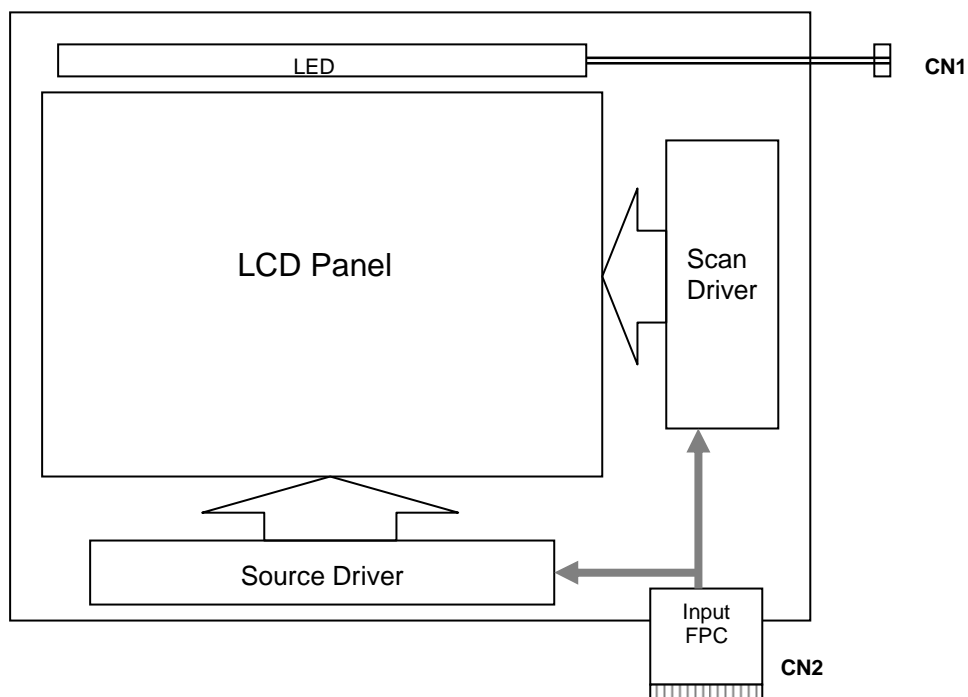 LED
CN1
LCD Panel
Scan
Driver
Source Driver
Input
FPC
CN2